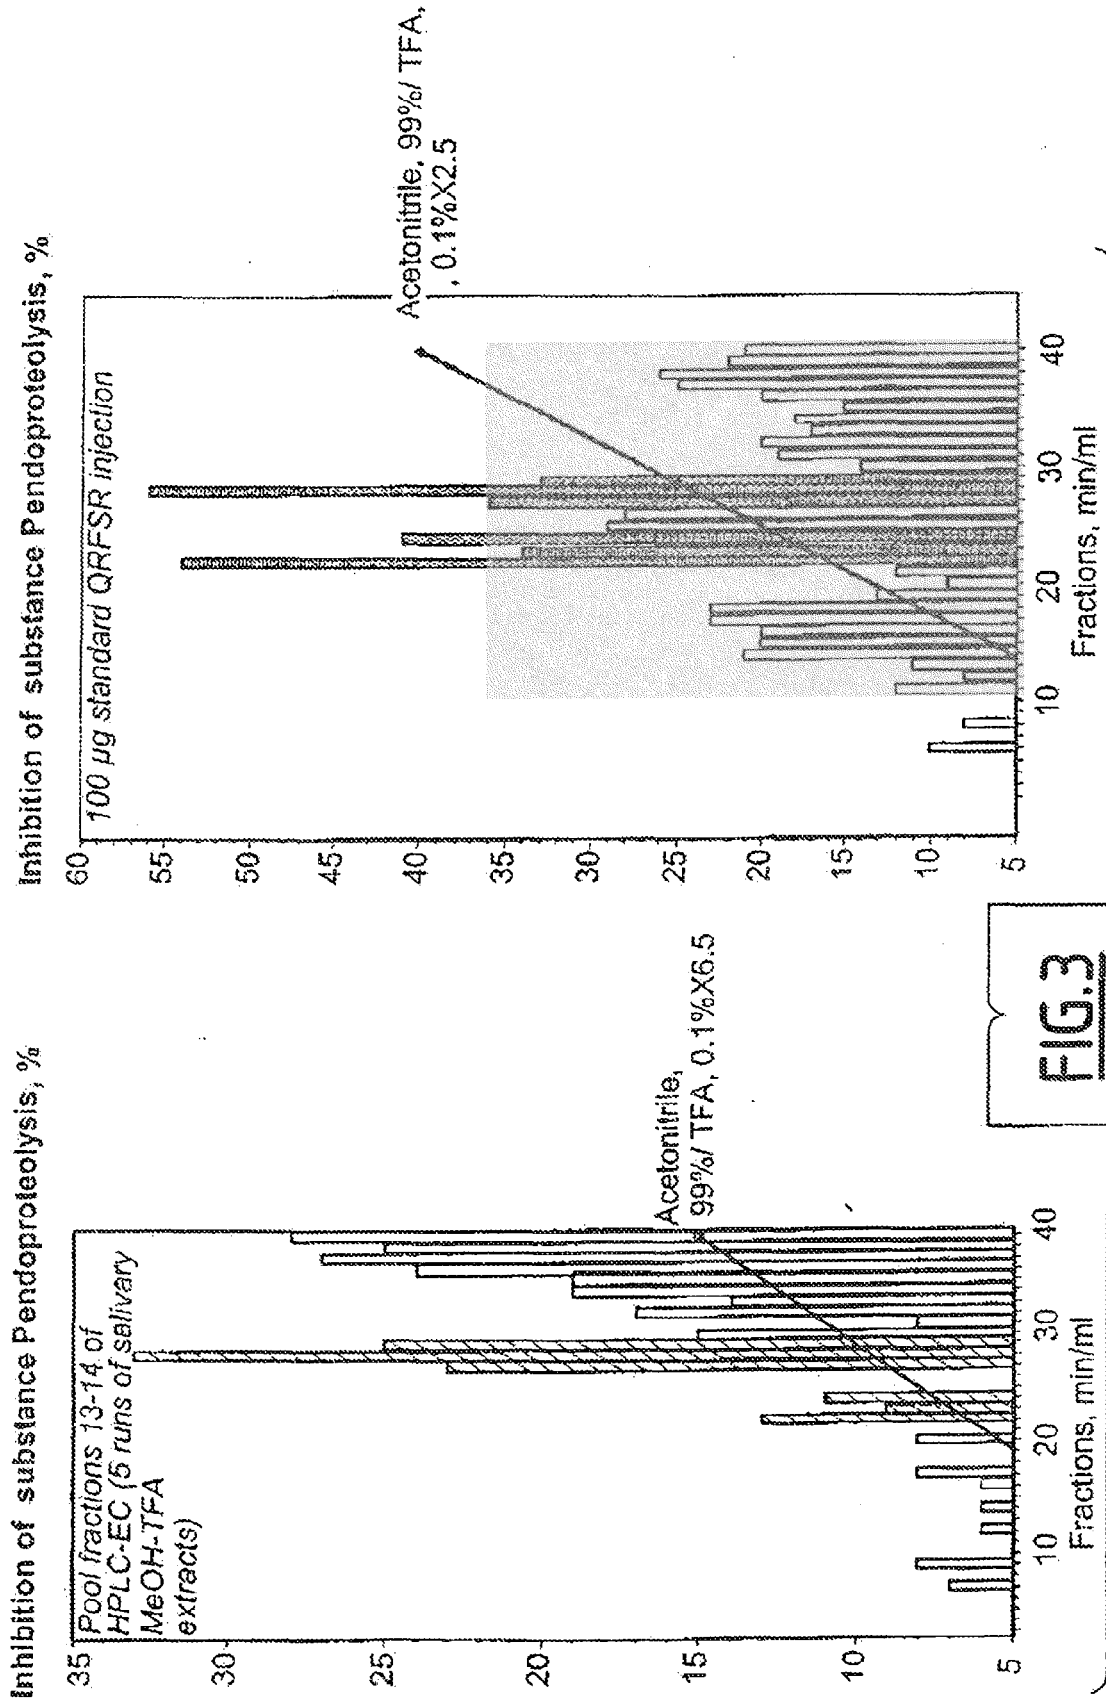 Inhibition of substance Pendoproteolysis, %
35
30
25
20
15
10
5
Pool fractions 13-14 of
HPLC-EC (5 runs of salivary
MeOH-TFA
extracts)
Acetonitrile,
99%/ TFA, 0.1%X6.5
10
20
30
40
Fractions, min/ml
Inhibition of substance Pendoproteolysis, %
60
55
50
45
40
35
30
25
20
15
10
5
100 µg standard QRFSR injection
Acetonitrile, 99%/ TFA,
, 0.1%X2.5
10
20
30
40
Fractions, min/ml
FIG.3